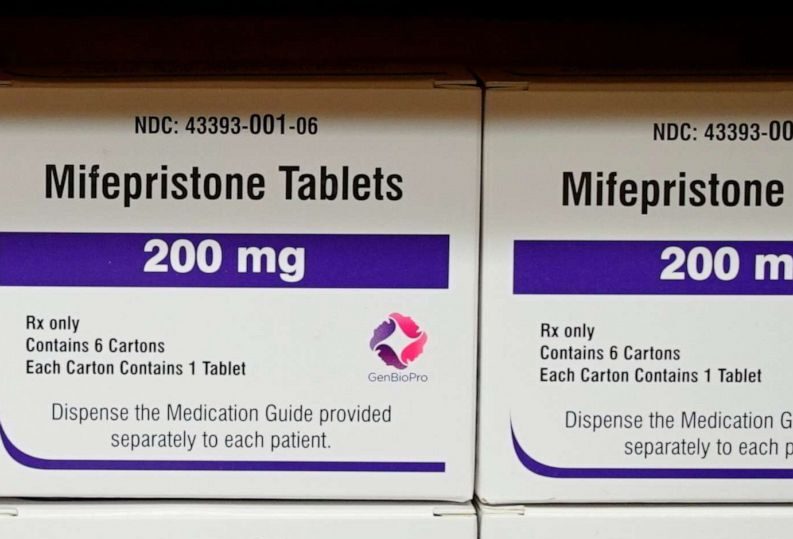 NDC: 43393-001-06
Mifepristone Tablets
200 mg
Rx only
Contains 6 Cartons
Each Carton Contains 1 Tablet
GenBioPro
Dispense the Medication Guide provided
separately to each patient.
NDC: 43393-00
Mifepristone
200 m
Rx only
Contains 6 Cartons
Each Carton Contains 1 Tablet
Dispense the Medication G
separately to each p